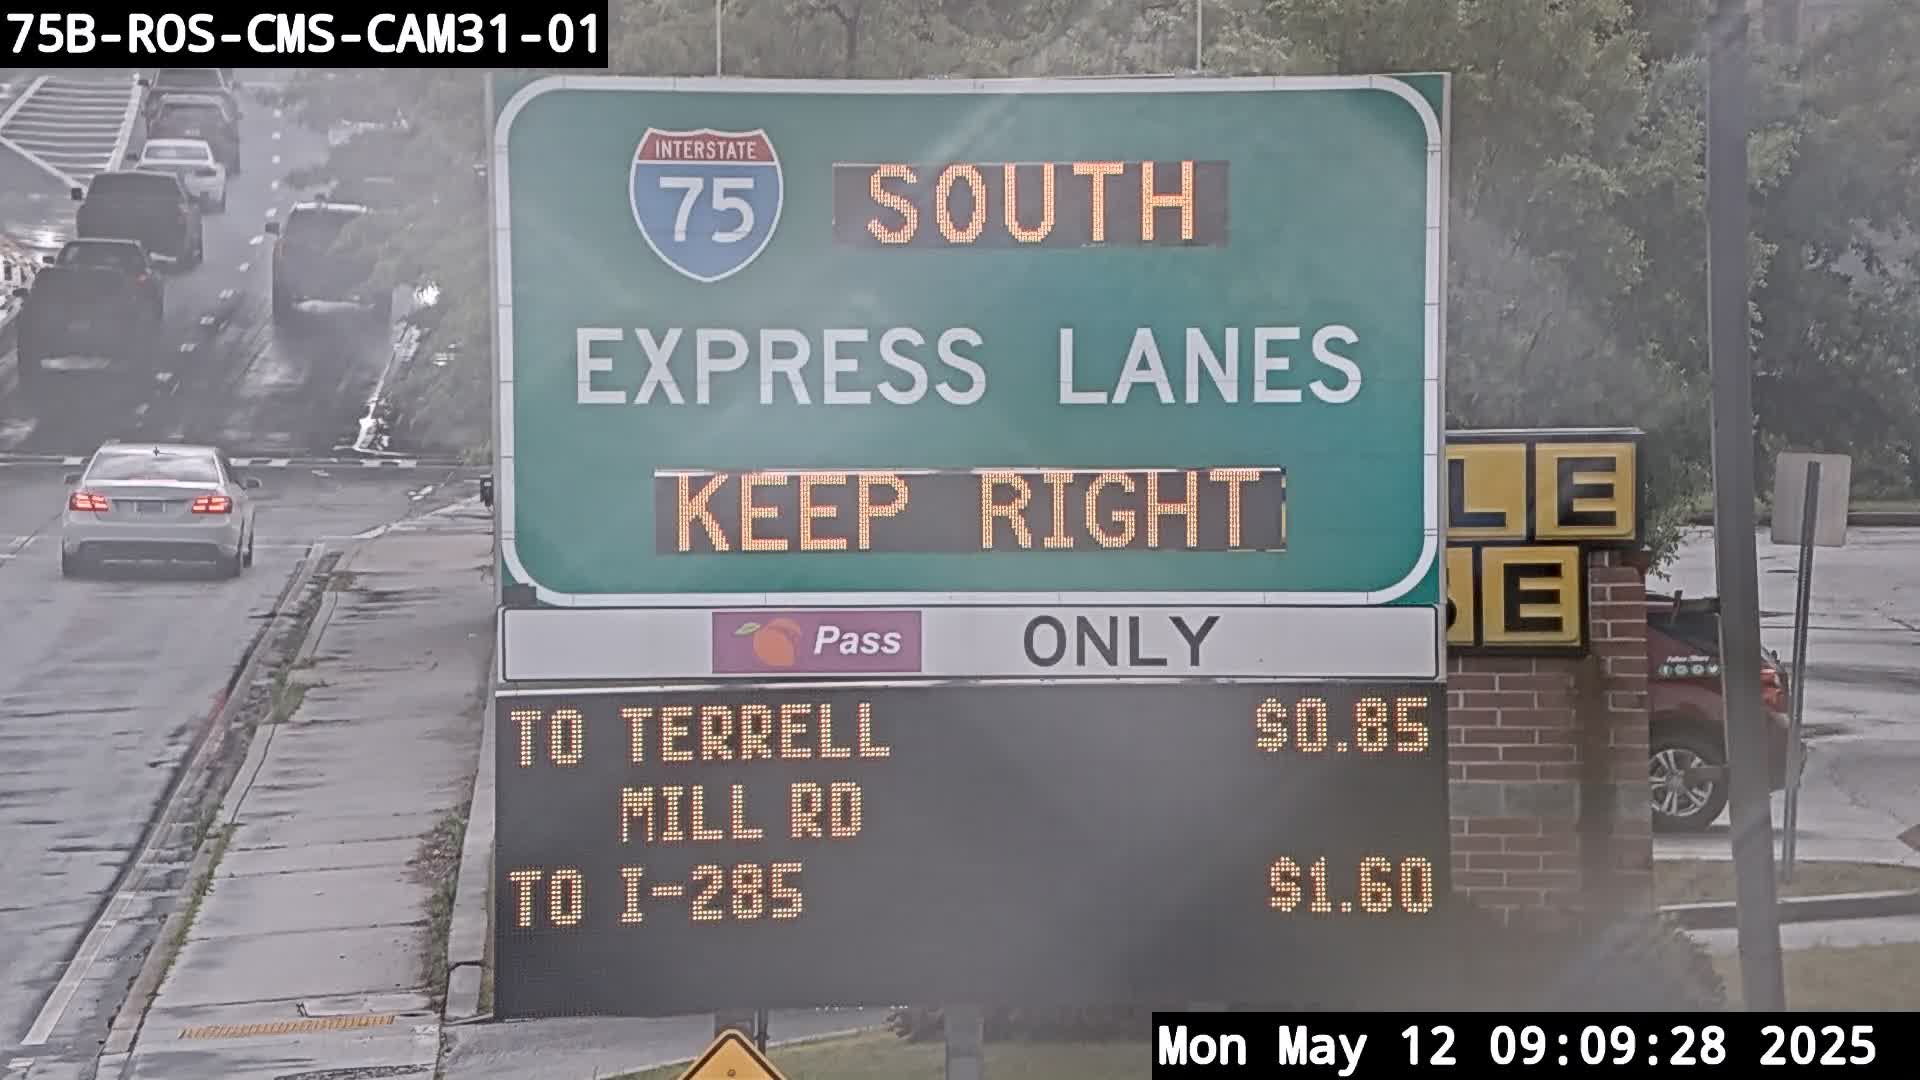 75B-ROS-CMS-CAM31-01
INTERSTATE
75
SOUTH
EXPRESS LANES
KEEP RIGHT
Pass ONLY
TO TERRELL $0.85
MILL RD
TO I-285 $1.60
LE
E
Mon May 12 09:09:28 2025